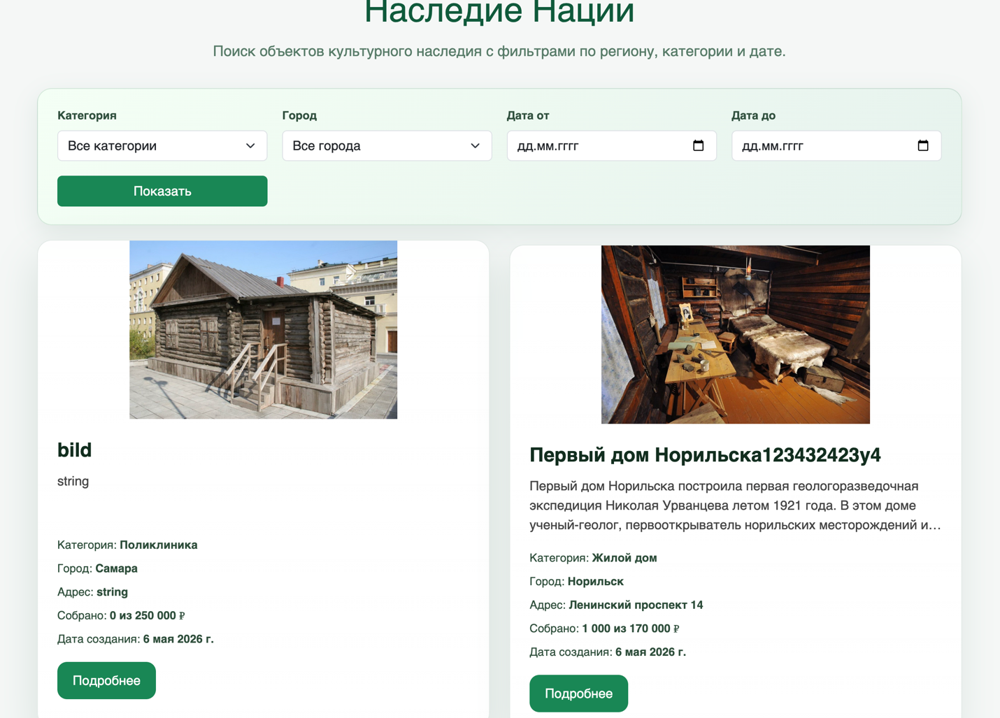 Наследие Нации
Поиск объектов культурного наследия с фильтрами по региону, категории и дате.
Категория
Город
Дата от
Дата до
Все категории
Все города
дд.мм.гггг
дд.мм.гггг
Показать
bild
string
Категория: Поликлиника
Город: Самара
Адрес: string
Собрано: 0 из 250 000 ₽
Дата создания: 6 мая 2026 г.
Подробнее
Первый дом Норильска123432423у4
Первый дом Норильска построила первая геологоразведочная
экспедиция Николая Урванцева летом 1921 года. В этом доме
ученый-геолог, первооткрыватель норильских месторождений и…
Категория: Жилой дом
Город: Норильск
Адрес: Ленинский проспект 14
Собрано: 1 000 из 170 000 ₽
Дата создания: 6 мая 2026 г.
Подробнее